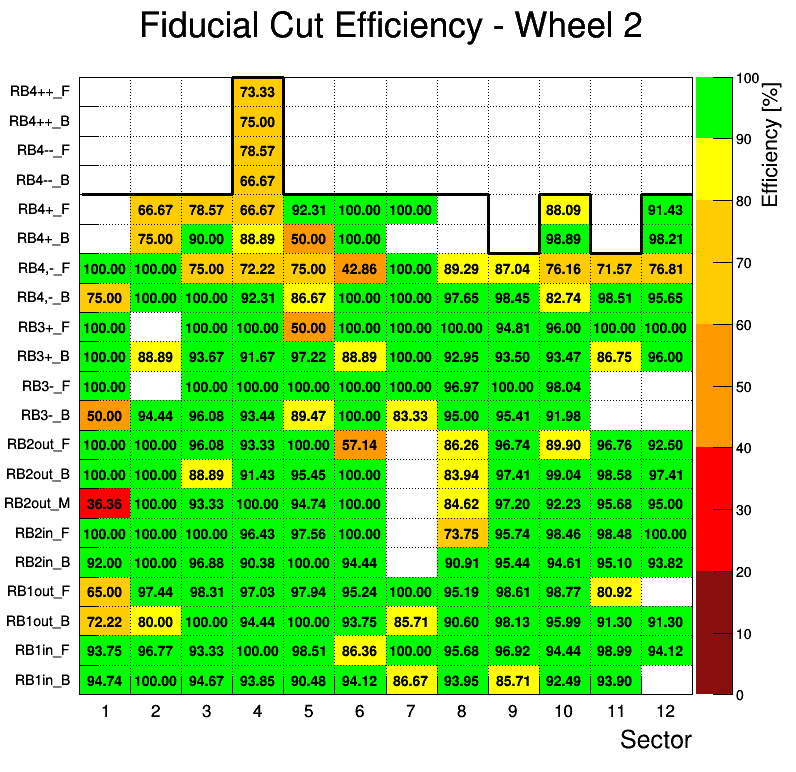 Fiducial Cut Efficiency - Wheel 2
RB4++_F 73.33
RB4++_B 75.00
RB4--_F 78.57
RB4--_B 66.67
RB4+_F 66.67 78.57 66.67 92.31 100.00 100.00 88.09 91.43
RB4+_B 75.00 90.00 88.89 50.00 100.00 98.89 98.21
RB4,-_F 100.00 100.00 75.00 72.22 75.00 42.86 100.00 89.29 87.04 76.16 71.57 76.81
RB4,-_B 75.00 100.00 100.00 92.31 86.67 100.00 100.00 97.65 98.45 82.74 98.51 95.65
RB3+_F 100.00 100.00 100.00 50.00 100.00 100.00 100.00 94.81 96.00 100.00 100.00
RB3+_B 100.00 88.89 93.67 91.67 97.22 88.89 100.00 92.95 93.50 93.47 86.75 96.00
RB3-_F 100.00 100.00 100.00 100.00 100.00 100.00 96.97 100.00 98.04
RB3-_B 50.00 94.44 96.08 93.44 89.47 100.00 83.33 95.00 95.41 91.98
RB2out_F 100.00 100.00 96.08 93.33 100.00 57.14 86.26 96.74 89.90 96.76 92.50
RB2out_B 100.00 100.00 88.89 91.43 95.45 100.00 83.94 97.41 99.04 98.58 97.41
RB2out_M 36.36 100.00 93.33 100.00 94.74 100.00 84.62 97.20 92.23 95.68 95.00
RB2in_F 100.00 100.00 100.00 96.43 97.56 100.00 73.75 95.74 98.46 98.48 100.00
RB2in_B 92.00 100.00 96.88 90.38 100.00 94.44 90.91 95.44 94.61 95.10 93.82
RB1out_F 65.00 97.44 98.31 97.03 97.94 95.24 100.00 95.19 98.61 98.77 80.92
RB1out_B 72.22 80.00 100.00 94.44 100.00 93.75 85.71 90.60 98.13 95.99 91.30 91.30
RB1in_F 93.75 96.77 93.33 100.00 98.51 86.36 100.00 95.68 96.92 94.44 98.99 94.12
RB1in_B 94.74 100.00 94.67 93.85 90.48 94.12 86.67 93.95 85.71 92.49 93.90
1 2 3 4 5 6 7 8 9 10 11 12
Sector
100
90
80
70
60
50
40
30
20
10
0
Efficiency [%]